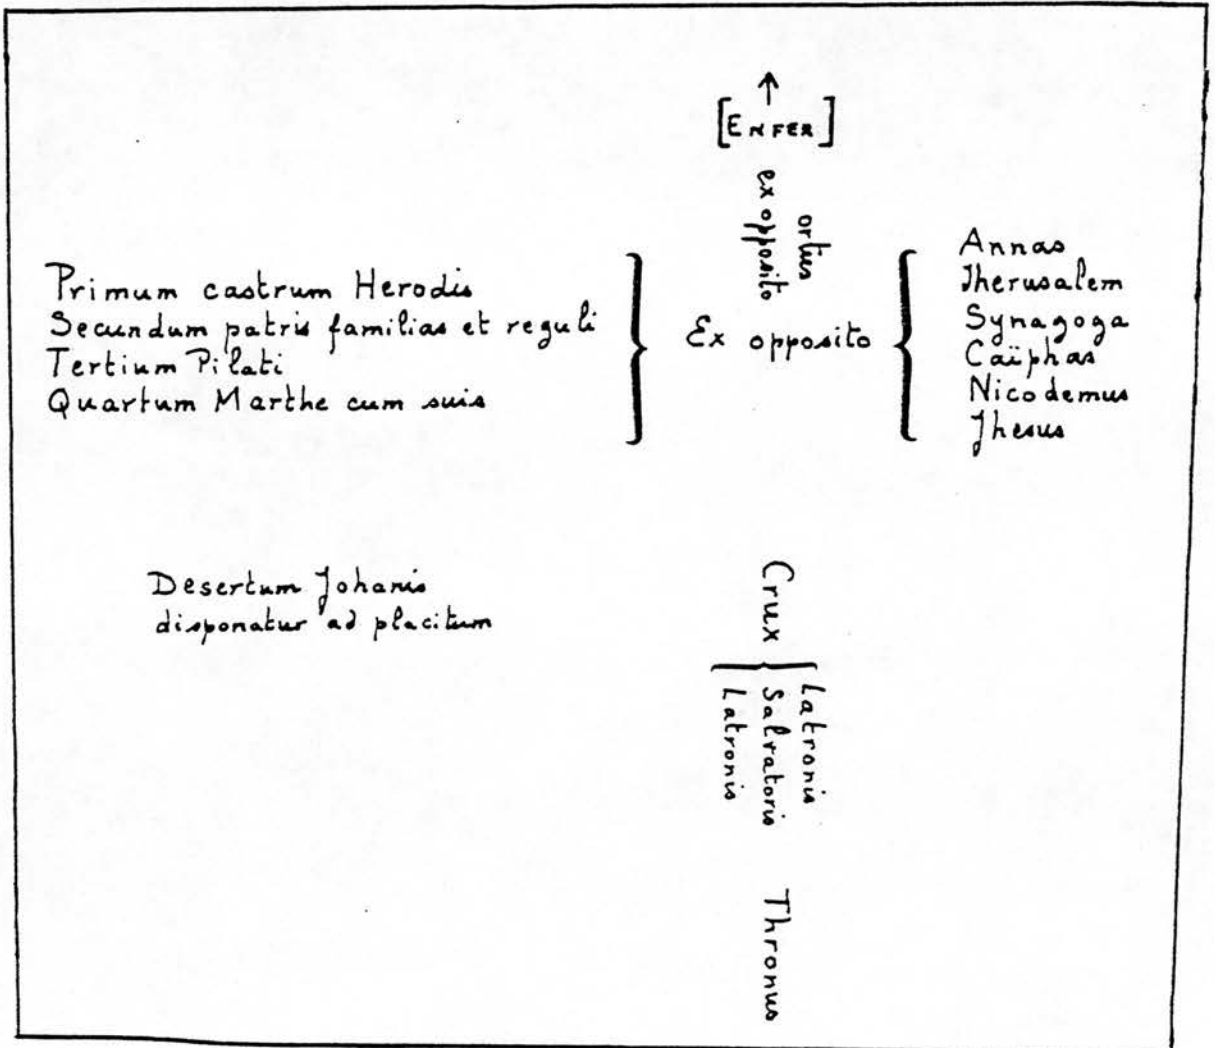 [ENFER]
ortus
ex opposito
Primum castrum Herodis
Secundum patris familias et reguli
Tertium Pilati
Quartum Marthe cum suis
Ex opposito
Annas
Jherusalem
Synagoga
Caïphas
Nicodemus
Jhesus
Desertum Johanis
disponatur ad placitum
Crux
Latronis
Salvatoris
Latronis
Thronus